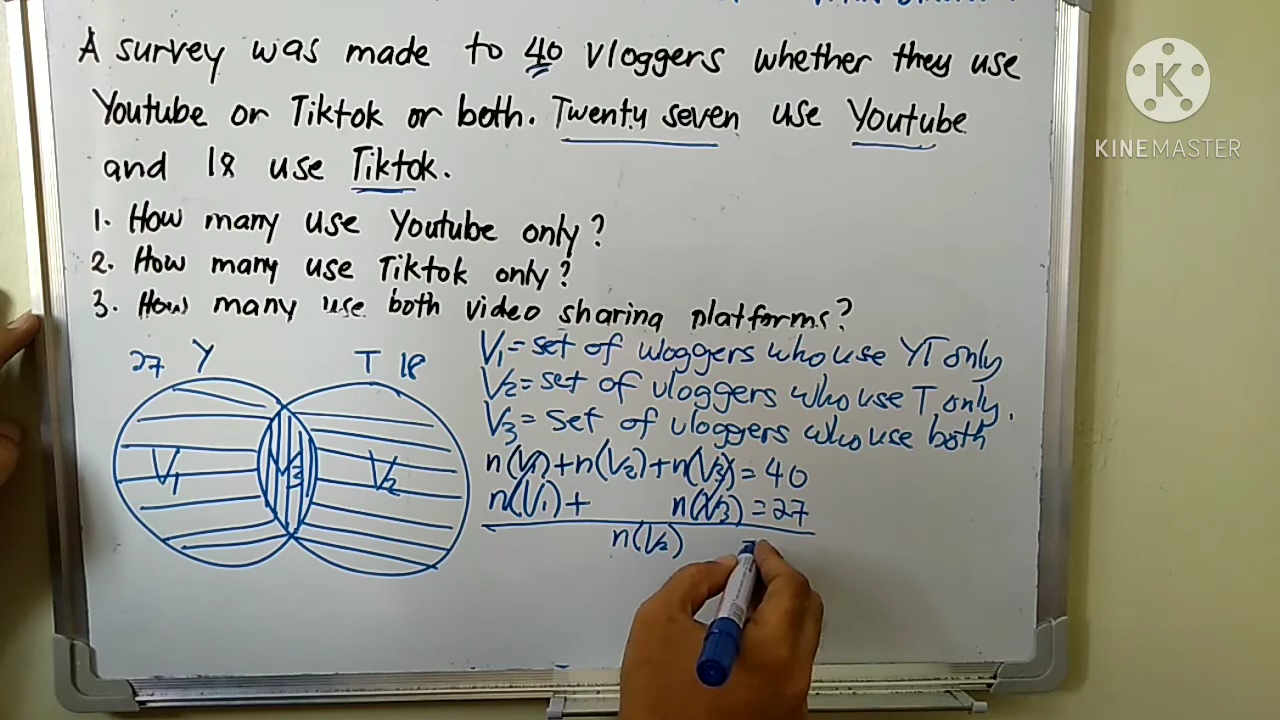 A survey was made to 40 Vloggers whether they use
Youtube or Tiktok or both. Twenty seven use Youtube
and 18 use Tiktok.
1. How many use Youtube only?
2. How many use Tiktok only?
3. How many use both video sharing platforms?
K
KINEMASTER
27 Y T 18
V₁ V₃ V₂
V₁ = set of vloggers who use YT only
V₂ = set of vloggers who use T only.
V₃ = set of vloggers who use both
n(V₁) + n(V₂) + n(V₃) = 40
n(V₁) + n(V₃) = 27
n(V₂)